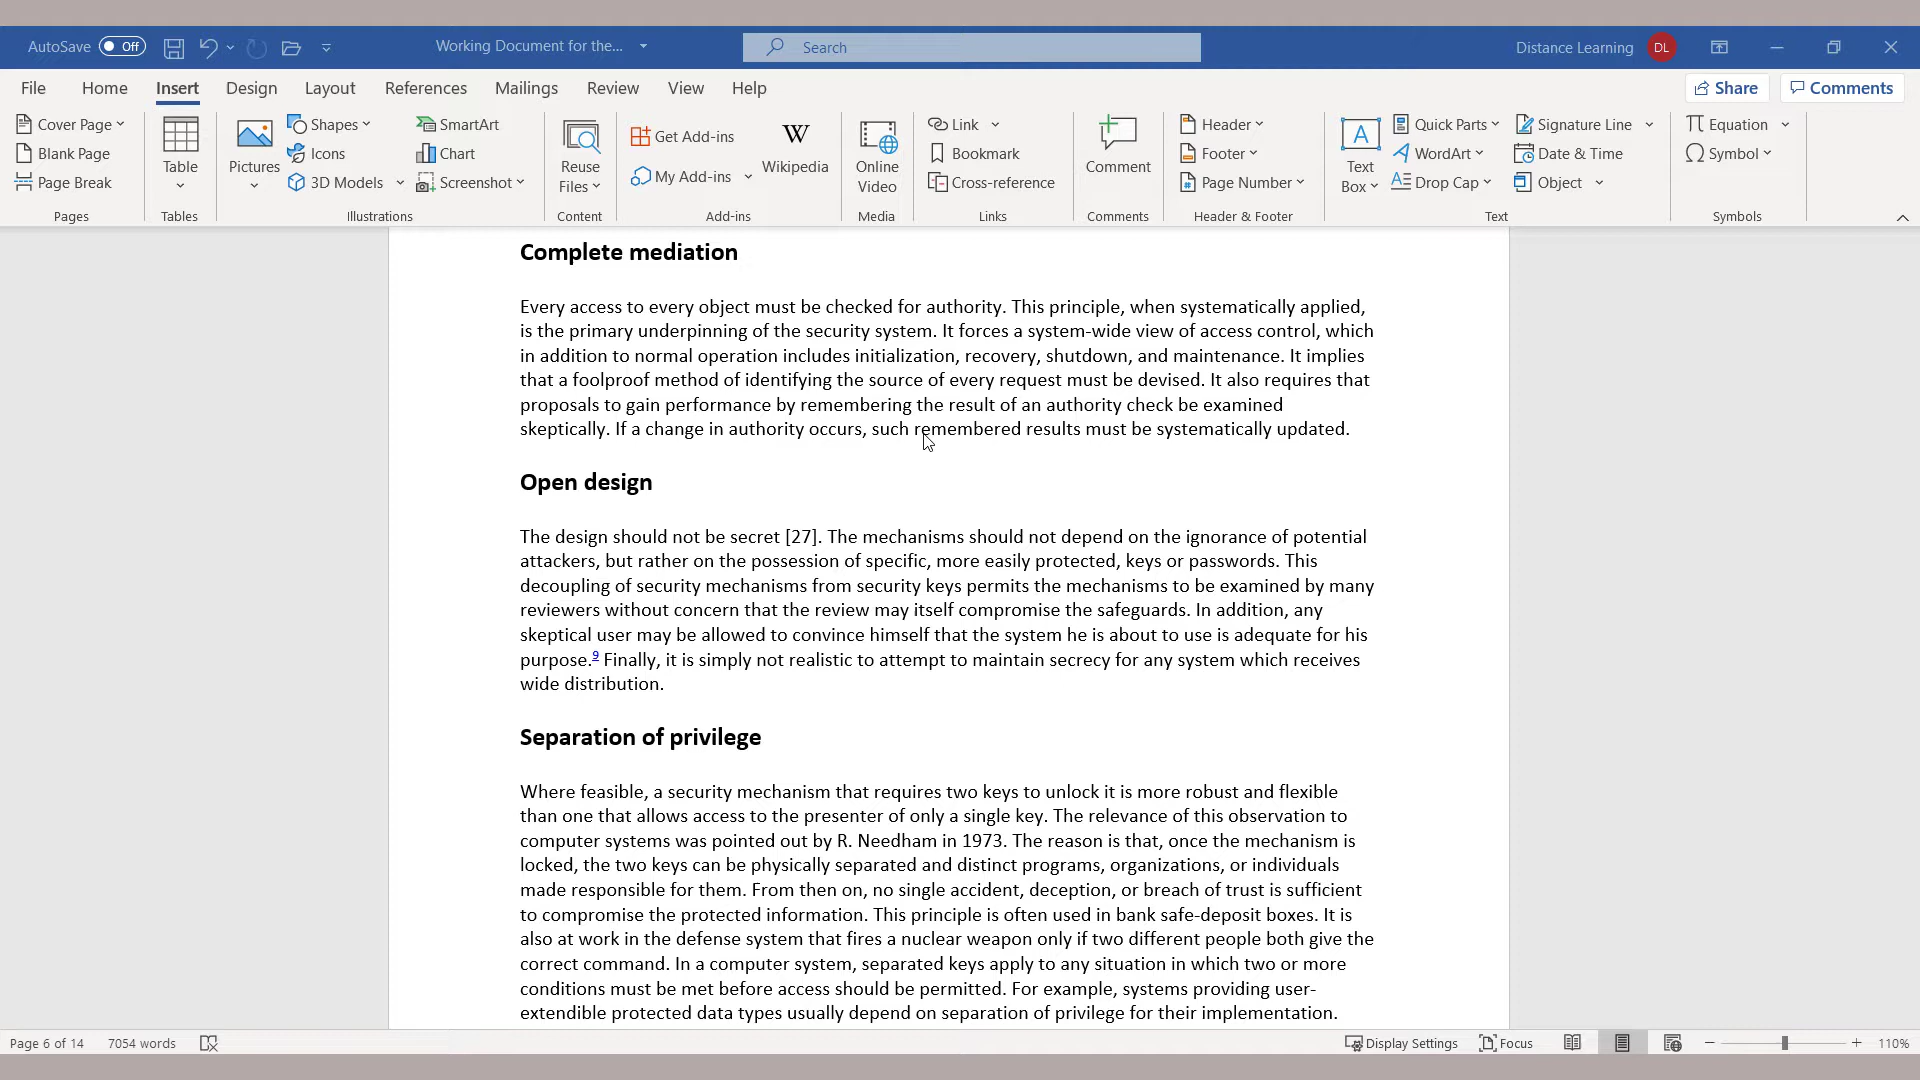 AutoSave Off Working Document for the... Search Distance Learning DL
File Home Insert Design Layout References Mailings Review View Help Share Comments
Cover Page
Blank Page
Page Break
Pages
Table
Tables
Pictures
Shapes
Icons
3D Models
SmartArt
Chart
Screenshot
Illustrations
Reuse
Files
Content
Get Add-ins
My Add-ins
W
Wikipedia
Add-ins
Online
Video
Media
Link
Bookmark
Cross-reference
Links
Comment
Comments
Header
Footer
Page Number
Header & Footer
A
Text
Box
Quick Parts
WordArt
Drop Cap
Signature Line
Date & Time
Object
Text
Equation
Symbol
Symbols
Complete mediation
Every access to every object must be checked for authority. This principle, when systematically applied,
is the primary underpinning of the security system. It forces a system-wide view of access control, which
in addition to normal operation includes initialization, recovery, shutdown, and maintenance. It implies
that a foolproof method of identifying the source of every request must be devised. It also requires that
proposals to gain performance by remembering the result of an authority check be examined
skeptically. If a change in authority occurs, such remembered results must be systematically updated.
Open design
The design should not be secret [27]. The mechanisms should not depend on the ignorance of potential
attackers, but rather on the possession of specific, more easily protected, keys or passwords. This
decoupling of security mechanisms from security keys permits the mechanisms to be examined by many
reviewers without concern that the review may itself compromise the safeguards. In addition, any
skeptical user may be allowed to convince himself that the system he is about to use is adequate for his
purpose.9 Finally, it is simply not realistic to attempt to maintain secrecy for any system which receives
wide distribution.
Separation of privilege
Where feasible, a security mechanism that requires two keys to unlock it is more robust and flexible
than one that allows access to the presenter of only a single key. The relevance of this observation to
computer systems was pointed out by R. Needham in 1973. The reason is that, once the mechanism is
locked, the two keys can be physically separated and distinct programs, organizations, or individuals
made responsible for them. From then on, no single accident, deception, or breach of trust is sufficient
to compromise the protected information. This principle is often used in bank safe-deposit boxes. It is
also at work in the defense system that fires a nuclear weapon only if two different people both give the
correct command. In a computer system, separated keys apply to any situation in which two or more
conditions must be met before access should be permitted. For example, systems providing user-
extendible protected data types usually depend on separation of privilege for their implementation.
Page 6 of 14 7054 words Display Settings Focus 110%